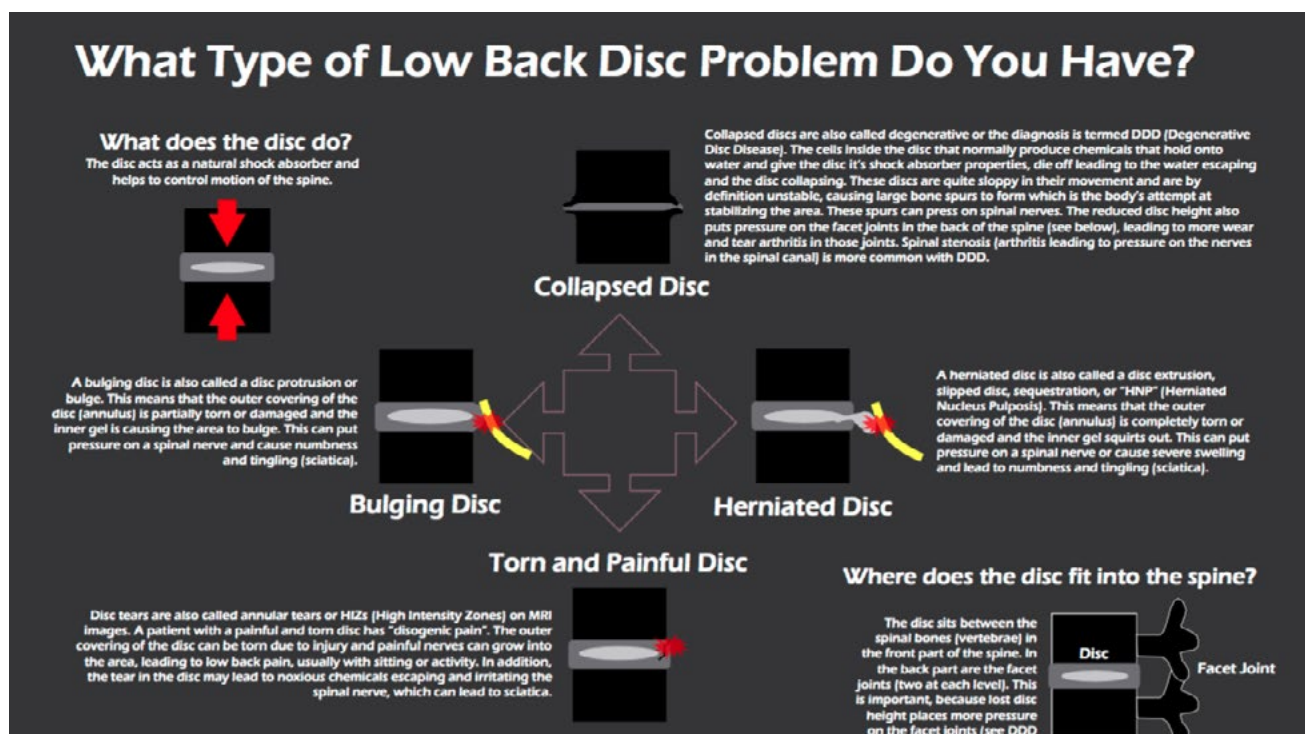 What Type of Low Back Disc Problem Do You Have?
What does the disc do?
The disc acts as a natural shock absorber and
helps to control motion of the spine.
Collapsed discs are also called degenerative or the diagnosis is termed DDD (Degenerative
Disc Disease). The cells inside the disc that normally produce chemicals that hold onto
water and give the disc it's shock absorber properties, die off leading to the water escaping
and the disc collapsing. These discs are quite sloppy in their movement and are by
definition unstable, causing large bone spurs to form which is the body's attempt at
stabilizing the area. These spurs can press on spinal nerves. The reduced disc height also
puts pressure on the facet joints in the back of the spine (see below), leading to more wear
and tear arthritis in those joints. Spinal stenosis (arthritis leading to pressure on the nerves
in the spinal canal) is more common with DDD.
Collapsed Disc
A bulging disc is also called a disc protrusion or
bulge. This means that the outer covering of the
disc (annulus) is partially torn or damaged and the
inner gel is causing the area to bulge. This can put
pressure on a spinal nerve and cause numbness
and tingling (sciatica).
Bulging Disc
A herniated disc is also called a disc extrusion,
slipped disc, sequestration, or "HNP" (Herniated
Nucleus Pulposis). This means that the outer
covering of the disc (annulus) is completely torn or
damaged and the inner gel squirts out. This can put
pressure on a spinal nerve or cause severe swelling
and lead to numbness and tingling (sciatica).
Herniated Disc
Torn and Painful Disc
Disc tears are also called annular tears or HIZs (High Intensity Zones) on MRI
images. A patient with a painful and torn disc has "disogenic pain". The outer
covering of the disc can be torn due to injury and painful nerves can grow into
the area, leading to low back pain, usually with sitting or activity. In addition,
the tear in the disc may lead to noxious chemicals escaping and irritating the
spinal nerve, which can lead to sciatica.
Where does the disc fit into the spine?
The disc sits between the
spinal bones (vertebrae) in
the front part of the spine. In
the back part are the facet
joints (two at each level). This
is important, because lost disc
height places more pressure
on the facet joints (see DDD
Disc
Facet Joint